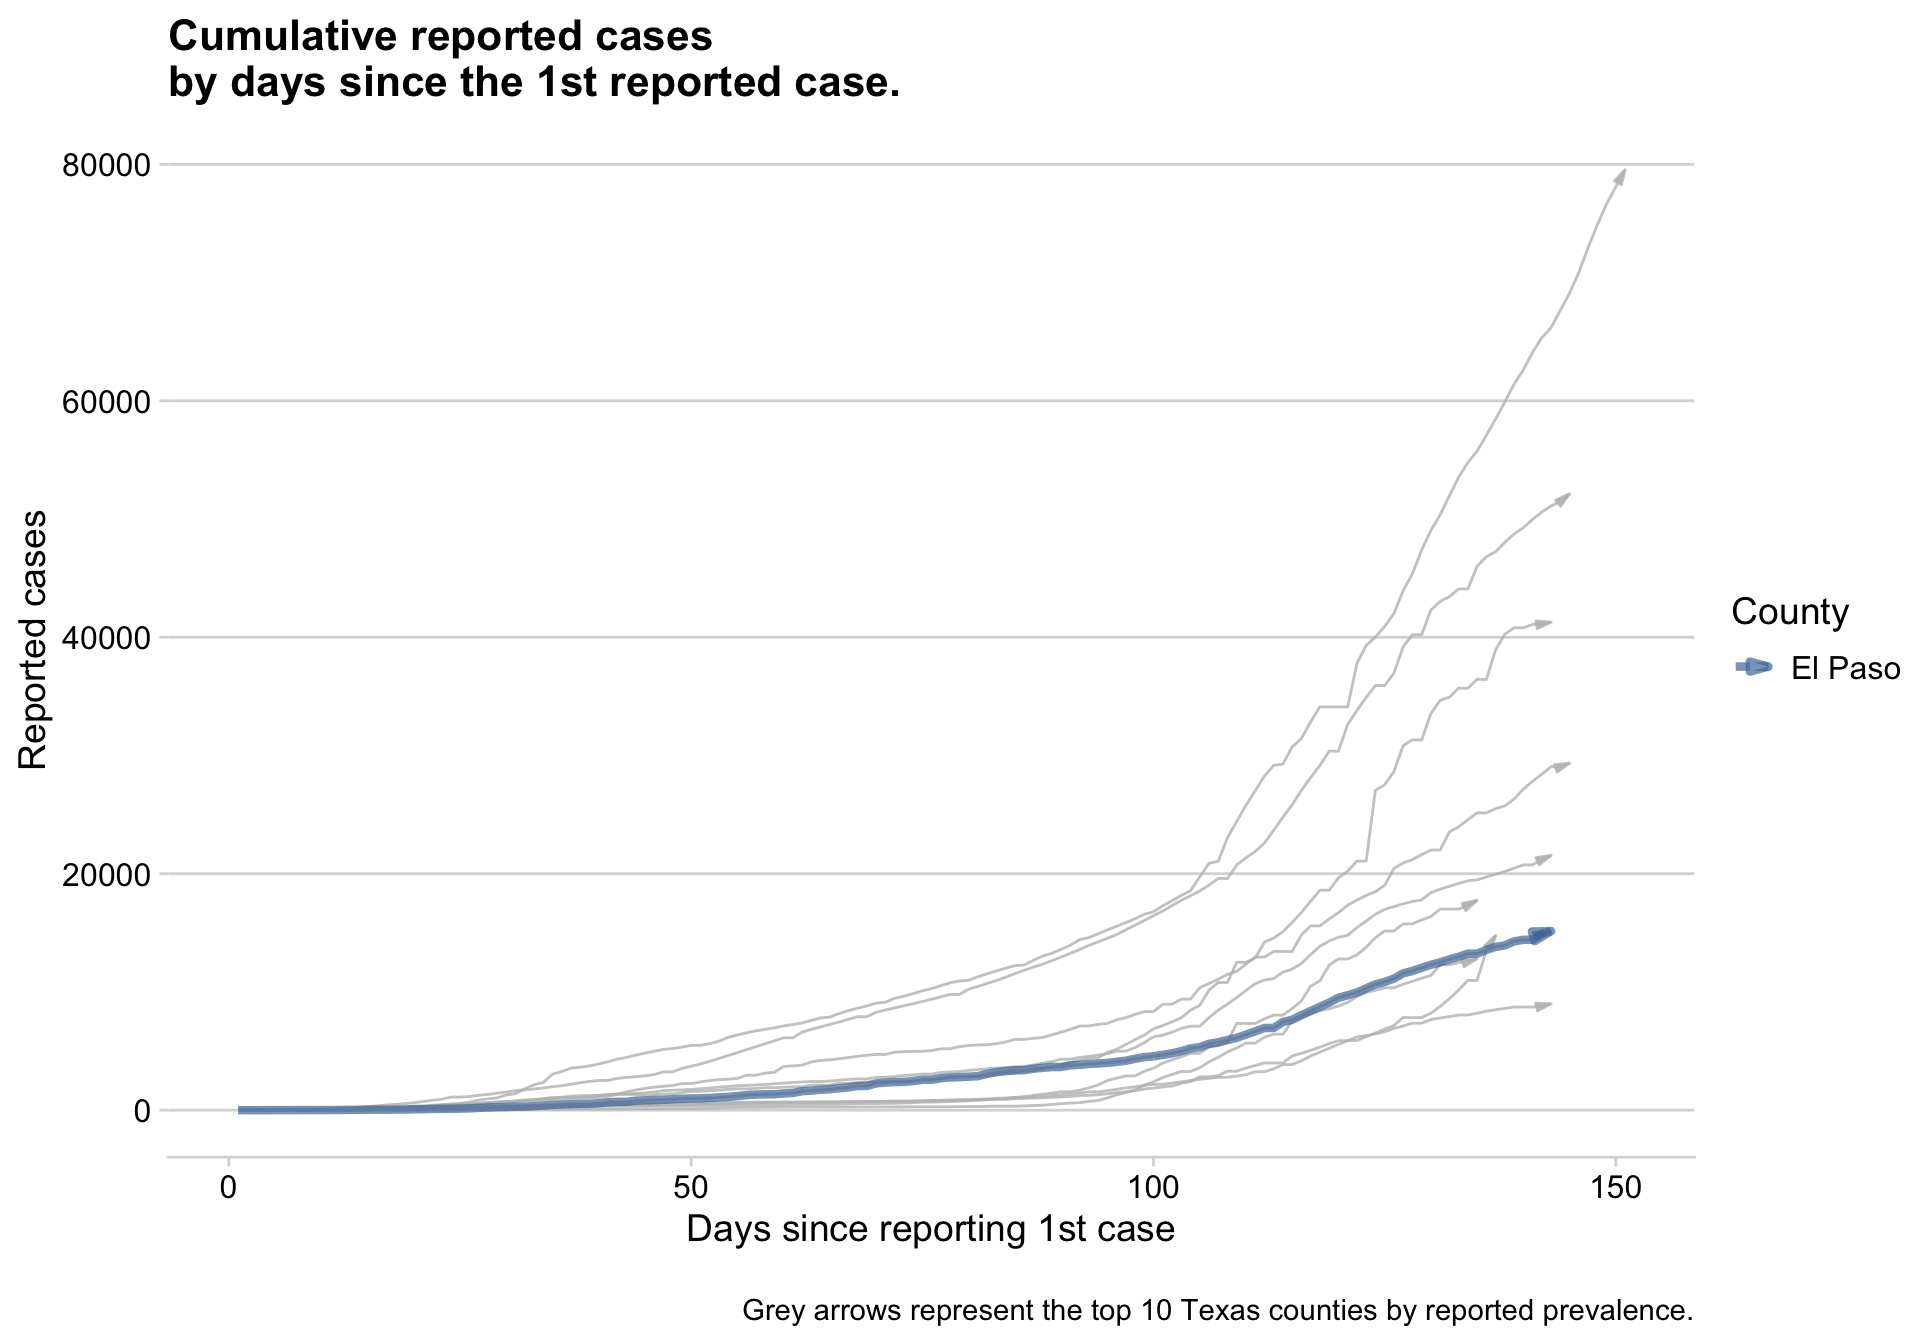 Cumulative reported cases
by days since the 1st reported case.
80000
60000
40000
20000
0
Reported cases
0 50 100 150
Days since reporting 1st case
County
El Paso
Grey arrows represent the top 10 Texas counties by reported prevalence.